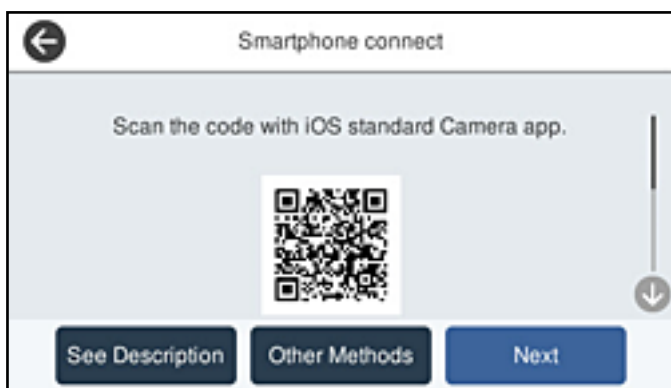 Smartphone connect
Scan the code with iOS standard Camera app.
See Description
Other Methods
Next